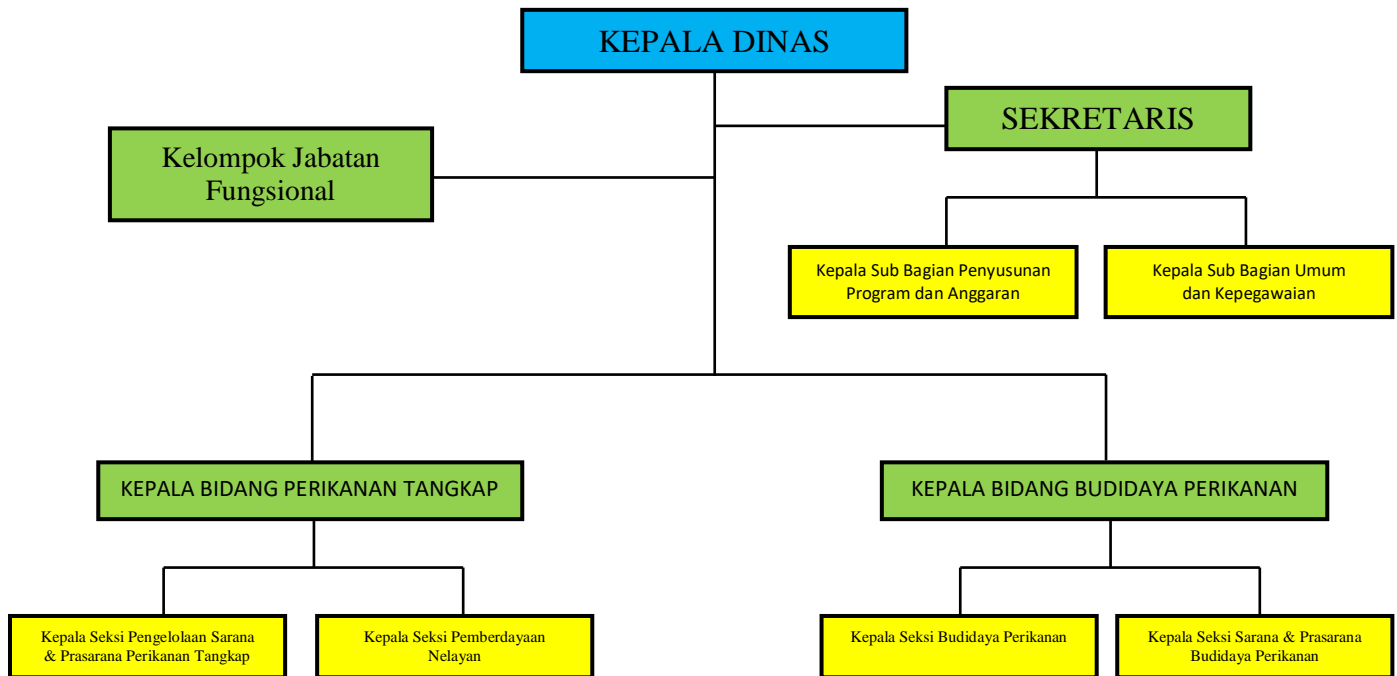 KEPALA DINAS
SEKRETARIS
Kelompok Jabatan
Fungsional
Kepala Sub Bagian Penyusunan
Program dan Anggaran
Kepala Sub Bagian Umum
dan Kepegawaian
KEPALA BIDANG PERIKANAN TANGKAP
KEPALA BIDANG BUDIDAYA PERIKANAN
Kepala Seksi Pengelolaan Sarana
& Prasarana Perikanan Tangkap
Kepala Seksi Pemberdayaan
Nelayan
Kepala Seksi Budidaya Perikanan
Kepala Seksi Sarana & Prasarana
Budidaya Perikanan